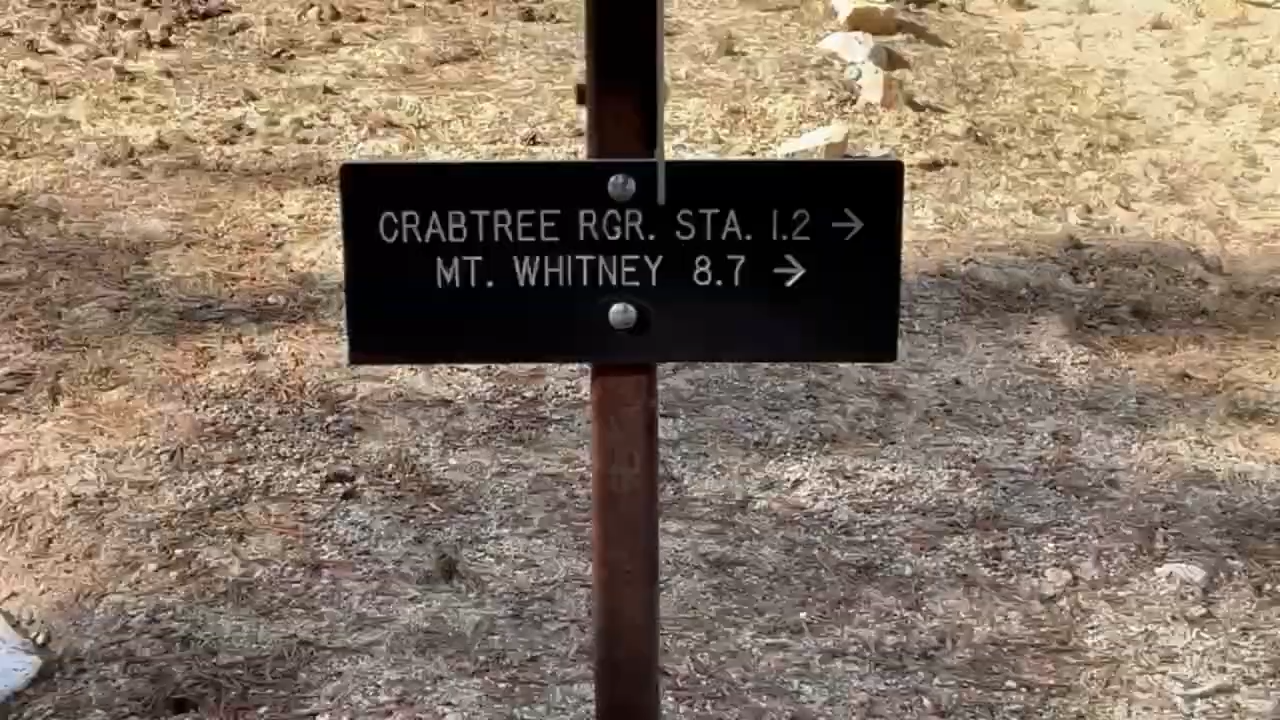 CRABTREE RGR. STA. 1.2 →
MT. WHITNEY 8.7 →